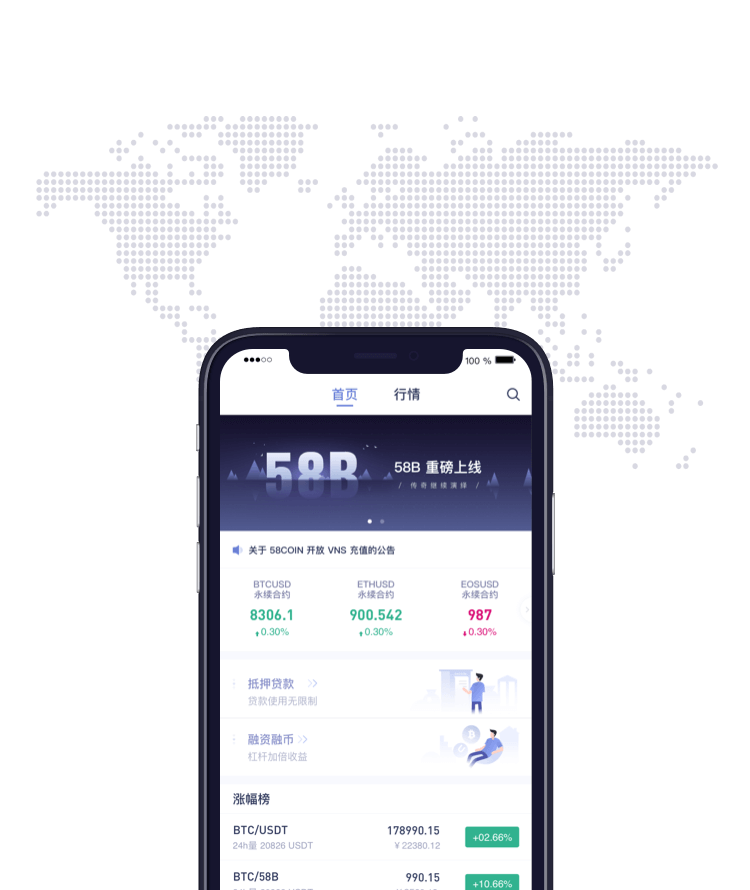 100 %
首页 行情
58B
58B 重磅上线
/ 传奇继续演绎 /
关于 58COIN 开放 VNS 充值的公告
BTCUSD ETHUSD EOSUSD
永续合约 永续合约 永续合约
8306.1 900.542 987
0.30% 0.30% 0.30%
抵押贷款
贷款使用无限制
融资融币
杠杆加倍收益
涨幅榜
BTC/USDT 178990.15 +02.66%
24h量 20826 USDT ¥ 22380.12
BTC/58B 990.15 +10.66%